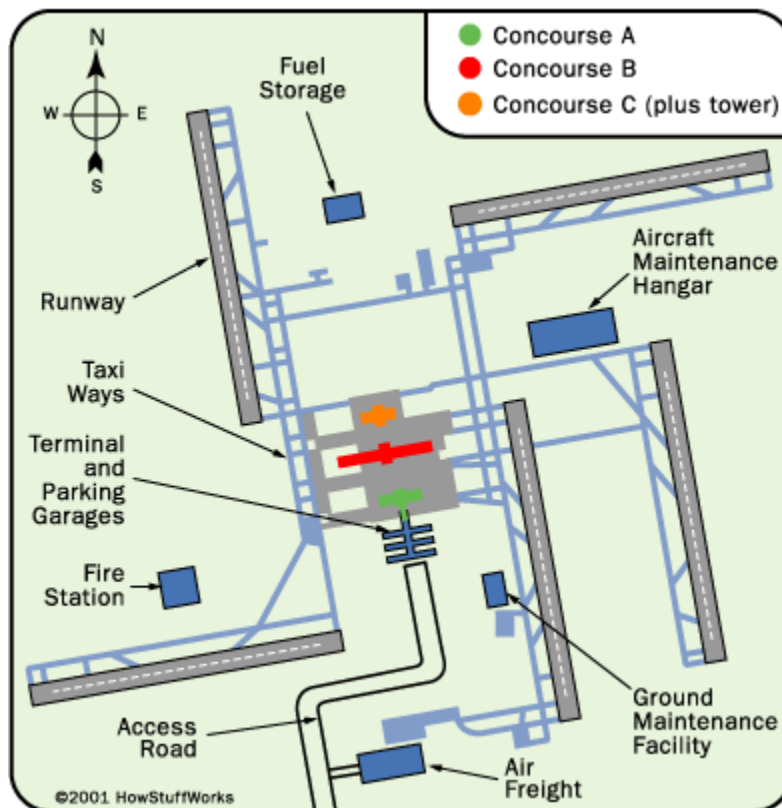 N
W
E
S
Concourse A
Concourse B
Concourse C (plus tower)
Fuel
Storage
Aircraft
Maintenance
Hangar
Runway
Taxi
Ways
Terminal
and
Parking
Garages
Fire
Station
Access
Road
Ground
Maintenance
Facility
Air
Freight
©2001 HowStuffWorks